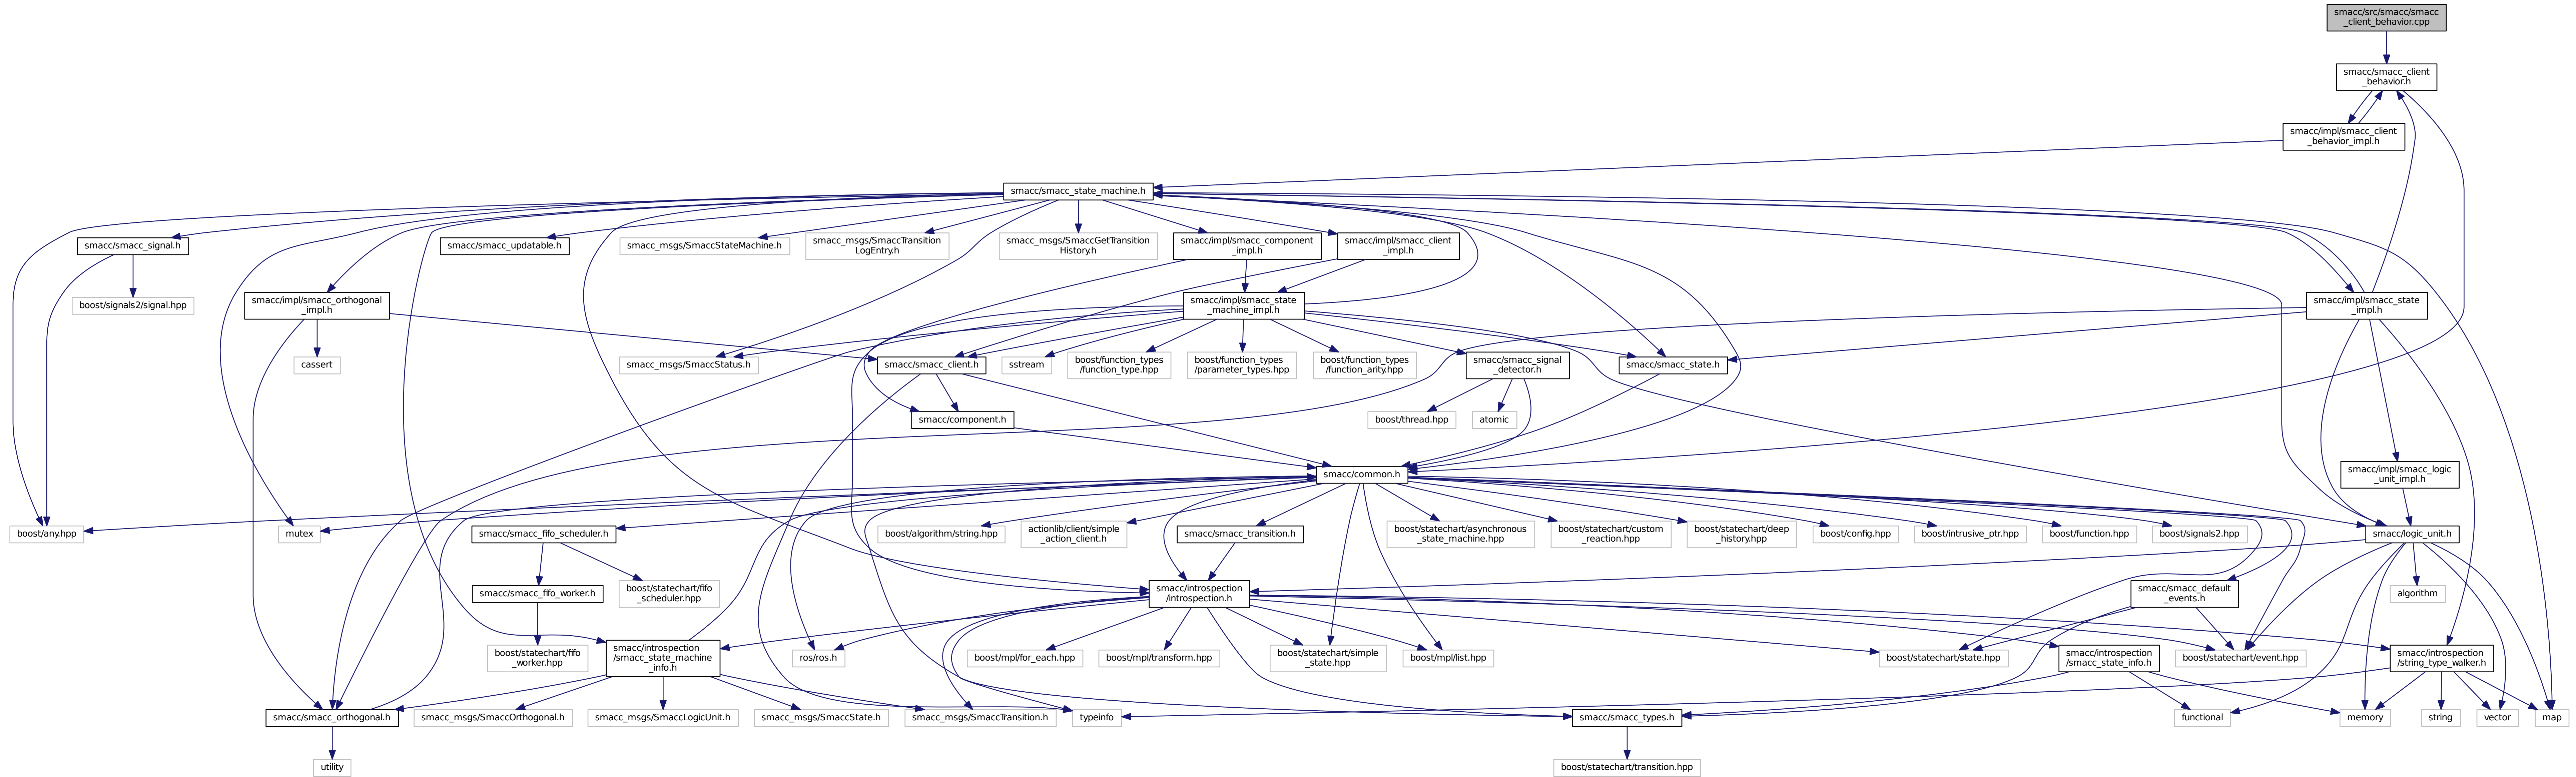 smacc/src/smacc/smacc
_client_behavior.cpp
smacc/smacc_client
_behavior.h
smacc/impl/smacc_client
_behavior_impl.h
smacc/smacc_state_machine.h
smacc/smacc_signal.h
smacc/smacc_updatable.h
smacc_msgs/SmaccStateMachine.h
smacc_msgs/SmaccTransition
LogEntry.h
smacc_msgs/SmaccGetTransition
History.h
smacc/impl/smacc_component
_impl.h
smacc/impl/smacc_client
_impl.h
boost/signals2/signal.hpp
smacc/impl/smacc_orthogonal
_impl.h
smacc/impl/smacc_state
_machine_impl.h
smacc/impl/smacc_state
_impl.h
cassert
smacc_msgs/SmaccStatus.h
smacc/smacc_client.h
sstream
boost/function_types
/function_type.hpp
boost/function_types
/parameter_types.hpp
boost/function_types
/function_arity.hpp
smacc/smacc_signal
_detector.h
smacc/smacc_state.h
smacc/component.h
boost/thread.hpp
atomic
smacc/common.h
smacc/impl/smacc_logic
_unit_impl.h
boost/any.hpp
mutex
smacc/smacc_fifo_scheduler.h
boost/algorithm/string.hpp
actionlib/client/simple
_action_client.h
smacc/smacc_transition.h
boost/statechart/asynchronous
_state_machine.hpp
boost/statechart/custom
_reaction.hpp
boost/statechart/deep
_history.hpp
boost/config.hpp
boost/intrusive_ptr.hpp
boost/function.hpp
boost/signals2.hpp
smacc/logic_unit.h
smacc/smacc_fifo_worker.h
boost/statechart/fifo
_scheduler.hpp
smacc/introspection
/introspection.h
smacc/smacc_default
_events.h
algorithm
boost/statechart/fifo
_worker.hpp
smacc/introspection
/smacc_state_machine
_info.h
ros/ros.h
boost/mpl/for_each.hpp
boost/mpl/transform.hpp
boost/statechart/simple
_state.hpp
boost/mpl/list.hpp
boost/statechart/state.hpp
smacc/introspection
/smacc_state_info.h
boost/statechart/event.hpp
smacc/introspection
/string_type_walker.h
smacc/smacc_orthogonal.h
smacc_msgs/SmaccOrthogonal.h
smacc_msgs/SmaccLogicUnit.h
smacc_msgs/SmaccState.h
smacc_msgs/SmaccTransition.h
typeinfo
smacc/smacc_types.h
functional
memory
string
vector
map
utility
boost/statechart/transition.hpp